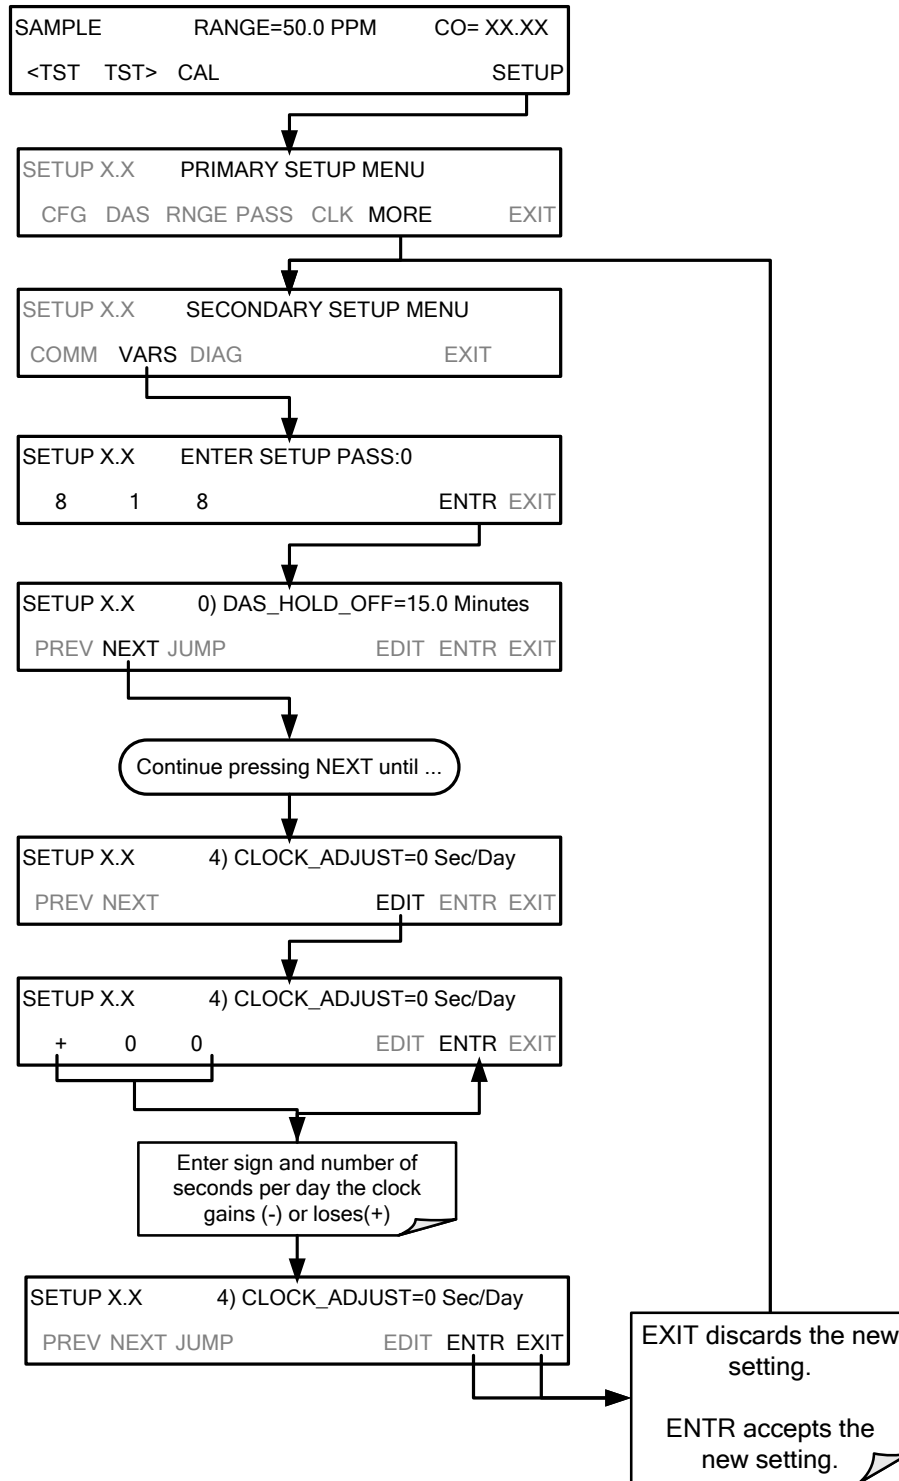 SAMPLE RANGE=50.0 PPM CO= XX.XX
<TST TST> CAL SETUP
SETUP X.X PRIMARY SETUP MENU
CFG DAS RNGE PASS CLK MORE EXIT
SETUP X.X SECONDARY SETUP MENU
COMM VARS DIAG EXIT
SETUP X.X ENTER SETUP PASS:0
8 1 8 ENTR EXIT
SETUP X.X 0) DAS_HOLD_OFF=15.0 Minutes
PREV NEXT JUMP EDIT ENTR EXIT
Continue pressing NEXT until ...
SETUP X.X 4) CLOCK_ADJUST=0 Sec/Day
PREV NEXT EDIT ENTR EXIT
SETUP X.X 4) CLOCK_ADJUST=0 Sec/Day
+ 0 0 EDIT ENTR EXIT
Enter sign and number of
seconds per day the clock
gains (-) or loses(+)
SETUP X.X 4) CLOCK_ADJUST=0 Sec/Day
PREV NEXT JUMP EDIT ENTR EXIT
EXIT discards the new
setting.
ENTR accepts the
new setting.